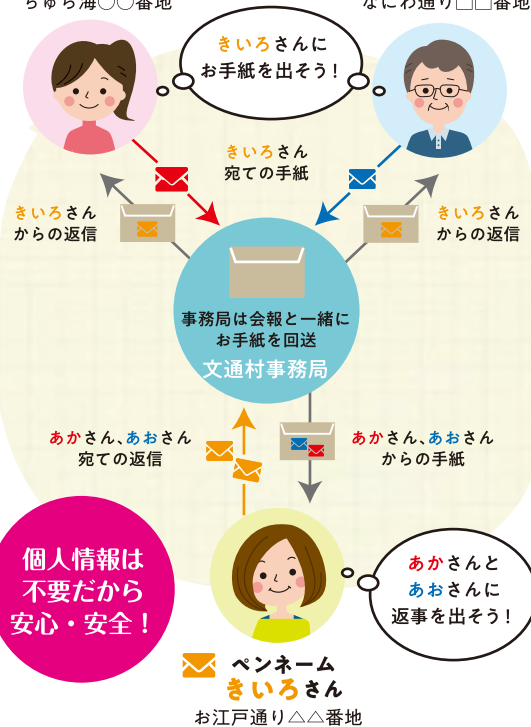 ちゅら海〇〇番地
なにわ通り□□番地
きいろさんに
お手紙を出そう！
きいろさん
宛ての手紙
きいろさん
からの返信
きいろさん
からの返信
事務局は会報と一緒に
お手紙を回送
文通村事務局
あかさん、あおさん
宛ての返信
あかさん、あおさん
からの手紙
個人情報は
不要だから
安心・安全！
あかさんと
あおさんに
返事を出そう！
ペンネーム
きいろさん
お江戸通り△△番地